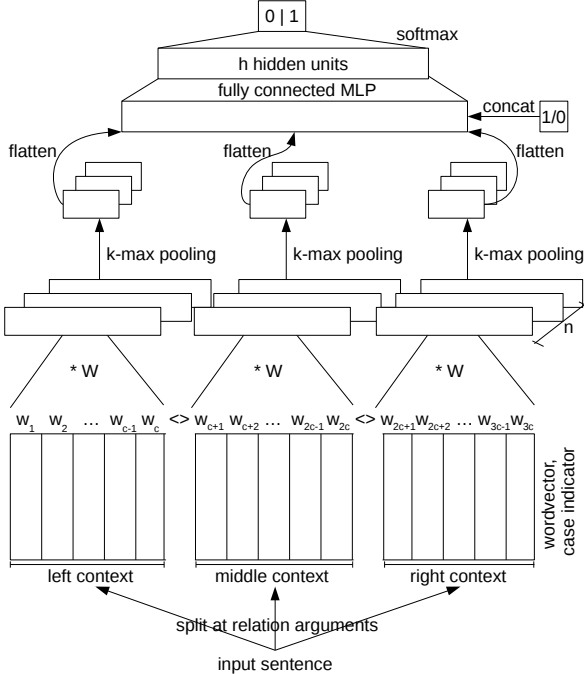 0 | 1
softmax
h hidden units
fully connected MLP
concat
1/0
flatten
flatten
flatten
k-max pooling
k-max pooling
k-max pooling
n
* W
* W
* W
w1 w2 … wc-1 wc <> wc+1 wc+2 … w2c-1 w2c <> w2c+1 w2c+2 … w3c-1 w3c
wordvector,
case indicator
left context
middle context
right context
split at relation arguments
input sentence